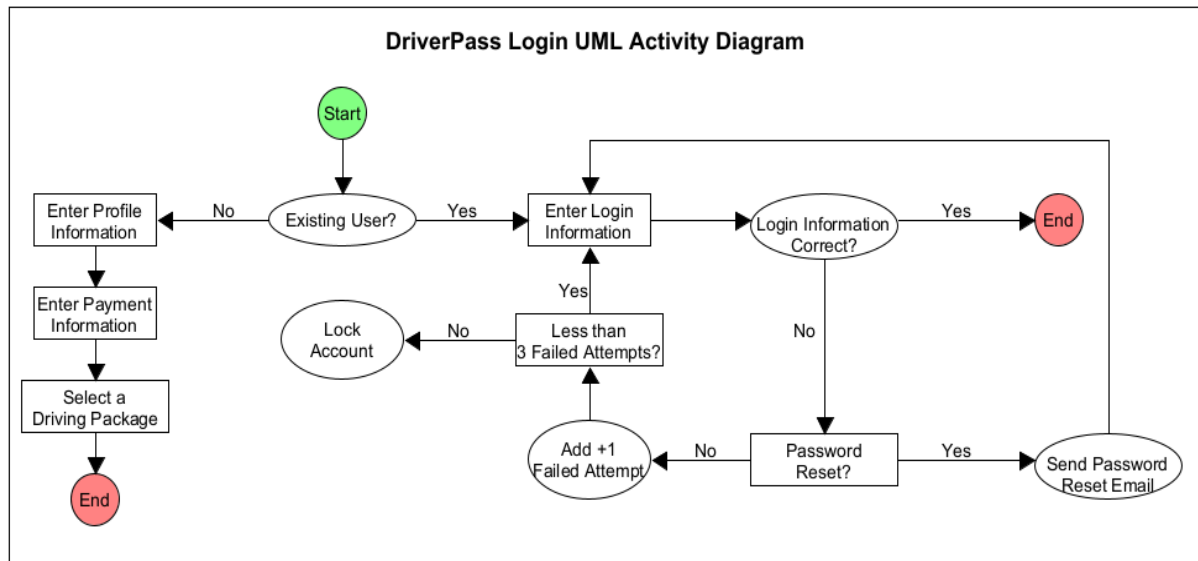 DriverPass Login UML Activity Diagram
Start
Enter Profile
Information
No
Existing User?
Yes
Enter Login
Information
Login Information
Correct?
Yes
End
Enter Payment
Information
Lock
Account
No
Yes
Less than
3 Failed Attempts?
No
Select a
Driving Package
Add +1
Failed Attempt
No
Password
Reset?
Yes
Send Password
Reset Email
End